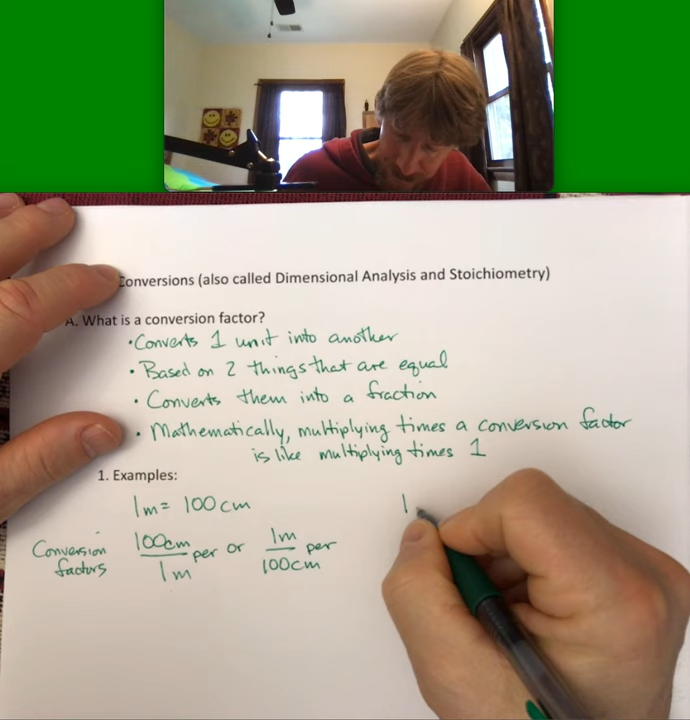 Conversions (also called Dimensional Analysis and Stoichiometry)
A. What is a conversion factor?
• Converts 1 unit into another
• Based on 2 things that are equal
• Converts them into a fraction
• Mathematically, multiplying times a conversion factor
is like multiplying times 1
1. Examples:
1m = 100cm
1
Conversion factors
100cm/1m per or 1m/100cm per